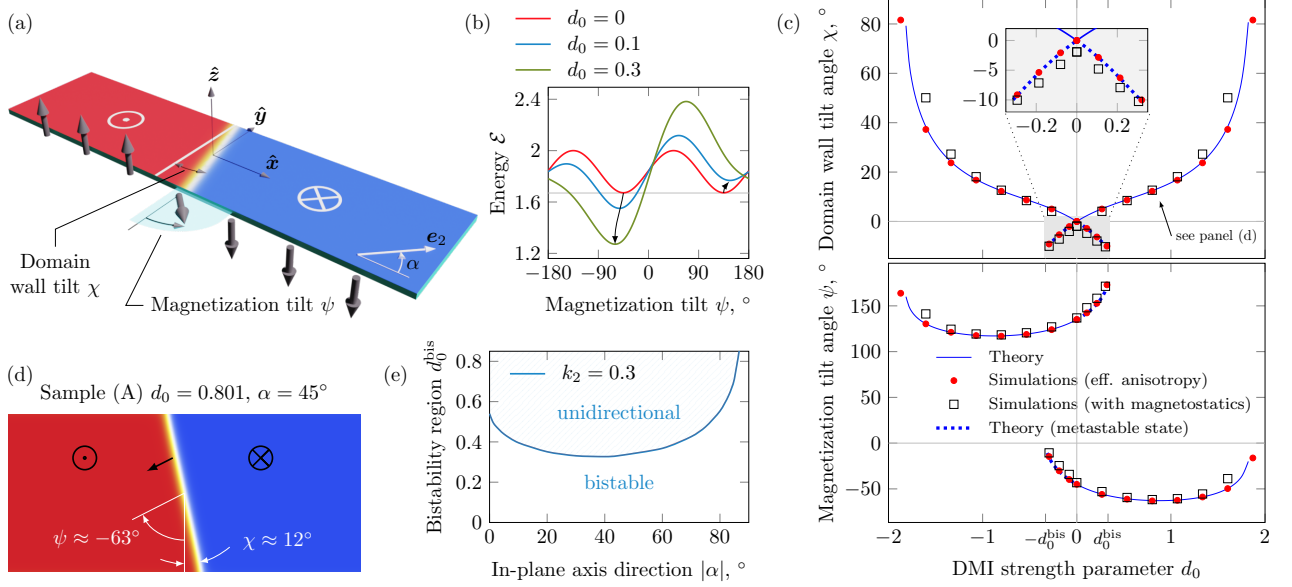 (a)
ẑ
ŷ
x̂
e₂
α
Domain
wall tilt χ
Magnetization tilt ψ
(b)
d₀ = 0
d₀ = 0.1
d₀ = 0.3
2.4
2
1.6
1.2
Energy ℰ
−180 −90 0 90 180
Magnetization tilt ψ, °
(c)
Domain wall tilt angle χ, °
80
60
40
20
0
0
−5
−10
−0.2 0 0.2
see panel (d)
Magnetization tilt angle ψ, °
150
100
50
0
−50
Theory
Simulations (eff. anisotropy)
Simulations (with magnetostatics)
Theory (metastable state)
−2 −1 −d₀ᵇⁱˢ 0 d₀ᵇⁱˢ 1 2
DMI strength parameter d₀
(d)
Sample (A) d₀ = 0.801, α = 45°
ψ ≈ −63°
χ ≈ 12°
(e)
Bistability region d₀ᵇⁱˢ
0.8
0.6
0.4
0.2
0
k₂ = 0.3
unidirectional
bistable
0 20 40 60 80
In-plane axis direction |α|, °